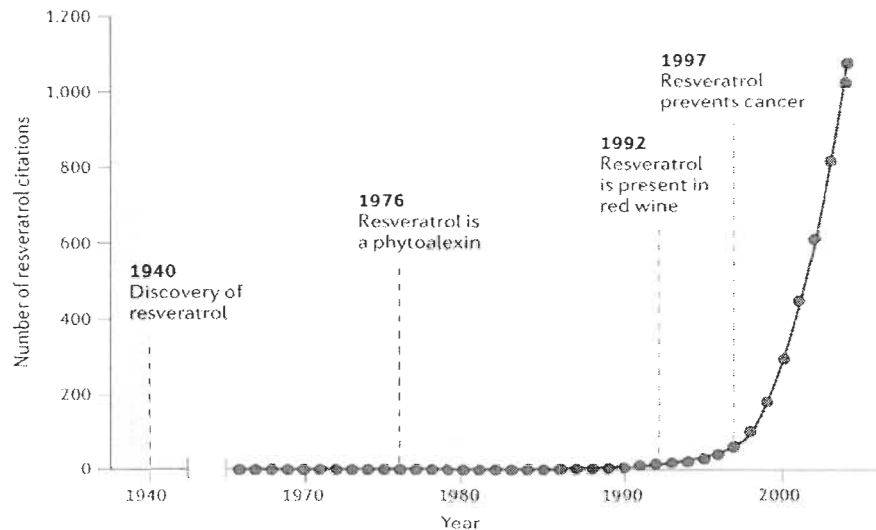 1,200
1997
Resveratrol
prevents cancer
1,000
1992
Resveratrol
is present in
red wine
800
1976
Resveratrol is
a phytoalexin
600
1940
Discovery of
resveratrol
400
200
0
Number of resveratrol citations
1940
1970
1980
1990
2000
Year